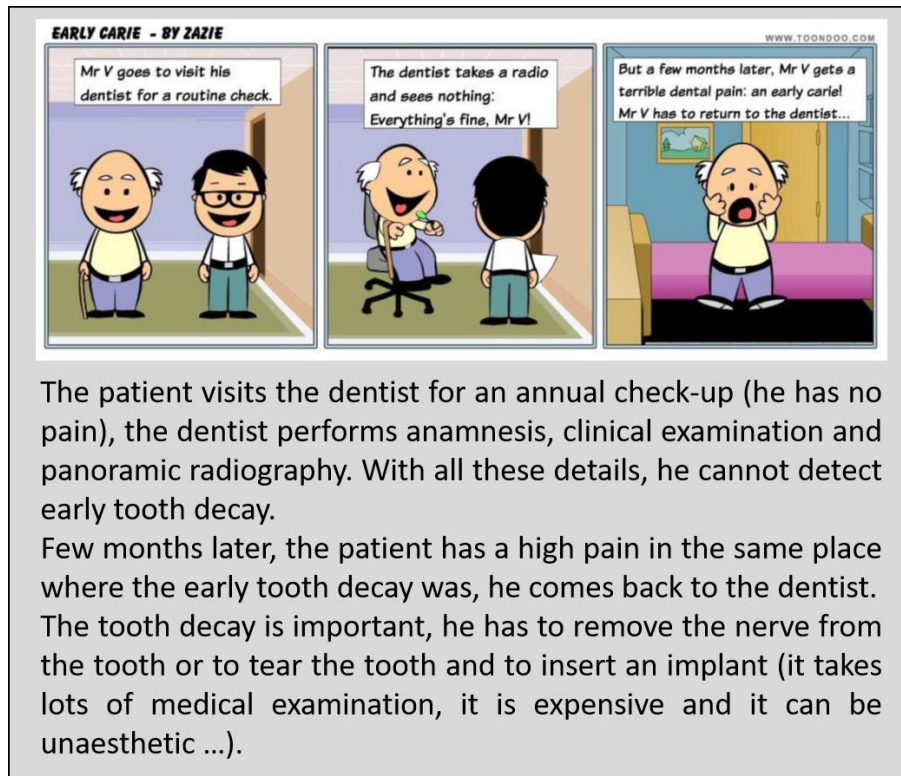 EARLY CARIE - BY ZAZIE
WWW.TOONDOO.COM
Mr V goes to visit his
dentist for a routine check.
The dentist takes a radio
and sees nothing:
Everything's fine, Mr V!
But a few months later, Mr V gets a
terrible dental pain: an early carie!
Mr V has to return to the dentist...
The patient visits the dentist for an annual check-up (he has no
pain), the dentist performs anamnesis, clinical examination and
panoramic radiography. With all these details, he cannot detect
early tooth decay.
Few months later, the patient has a high pain in the same place
where the early tooth decay was, he comes back to the dentist.
The tooth decay is important, he has to remove the nerve from
the tooth or to tear the tooth and to insert an implant (it takes
lots of medical examination, it is expensive and it can be
unaesthetic ...).